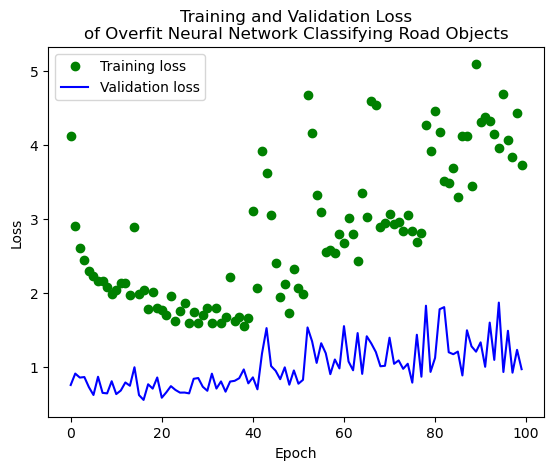 Training and Validation Loss
of Overfit Neural Network Classifying Road Objects
Training loss
Validation loss
5
4
3
2
1
Loss
0
20
40
60
80
100
Epoch